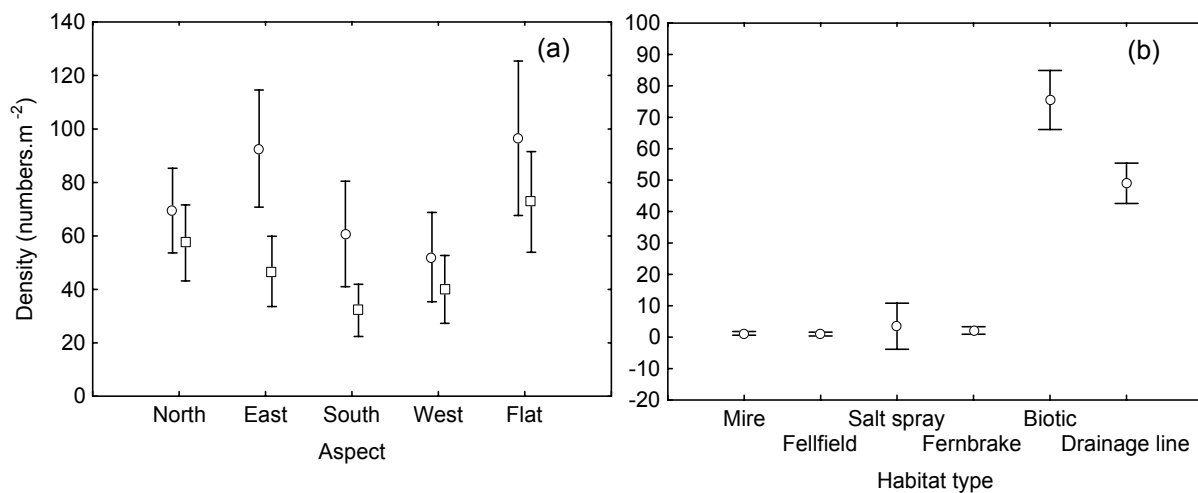 (a)
Density (numbers.m⁻²)
140
120
100
80
60
40
20
0
North East South West Flat
Aspect
(b)
100
90
80
70
60
50
40
30
20
10
0
-10
-20
Mire Salt spray Biotic
Fellfield Fernbrake Drainage line
Habitat type